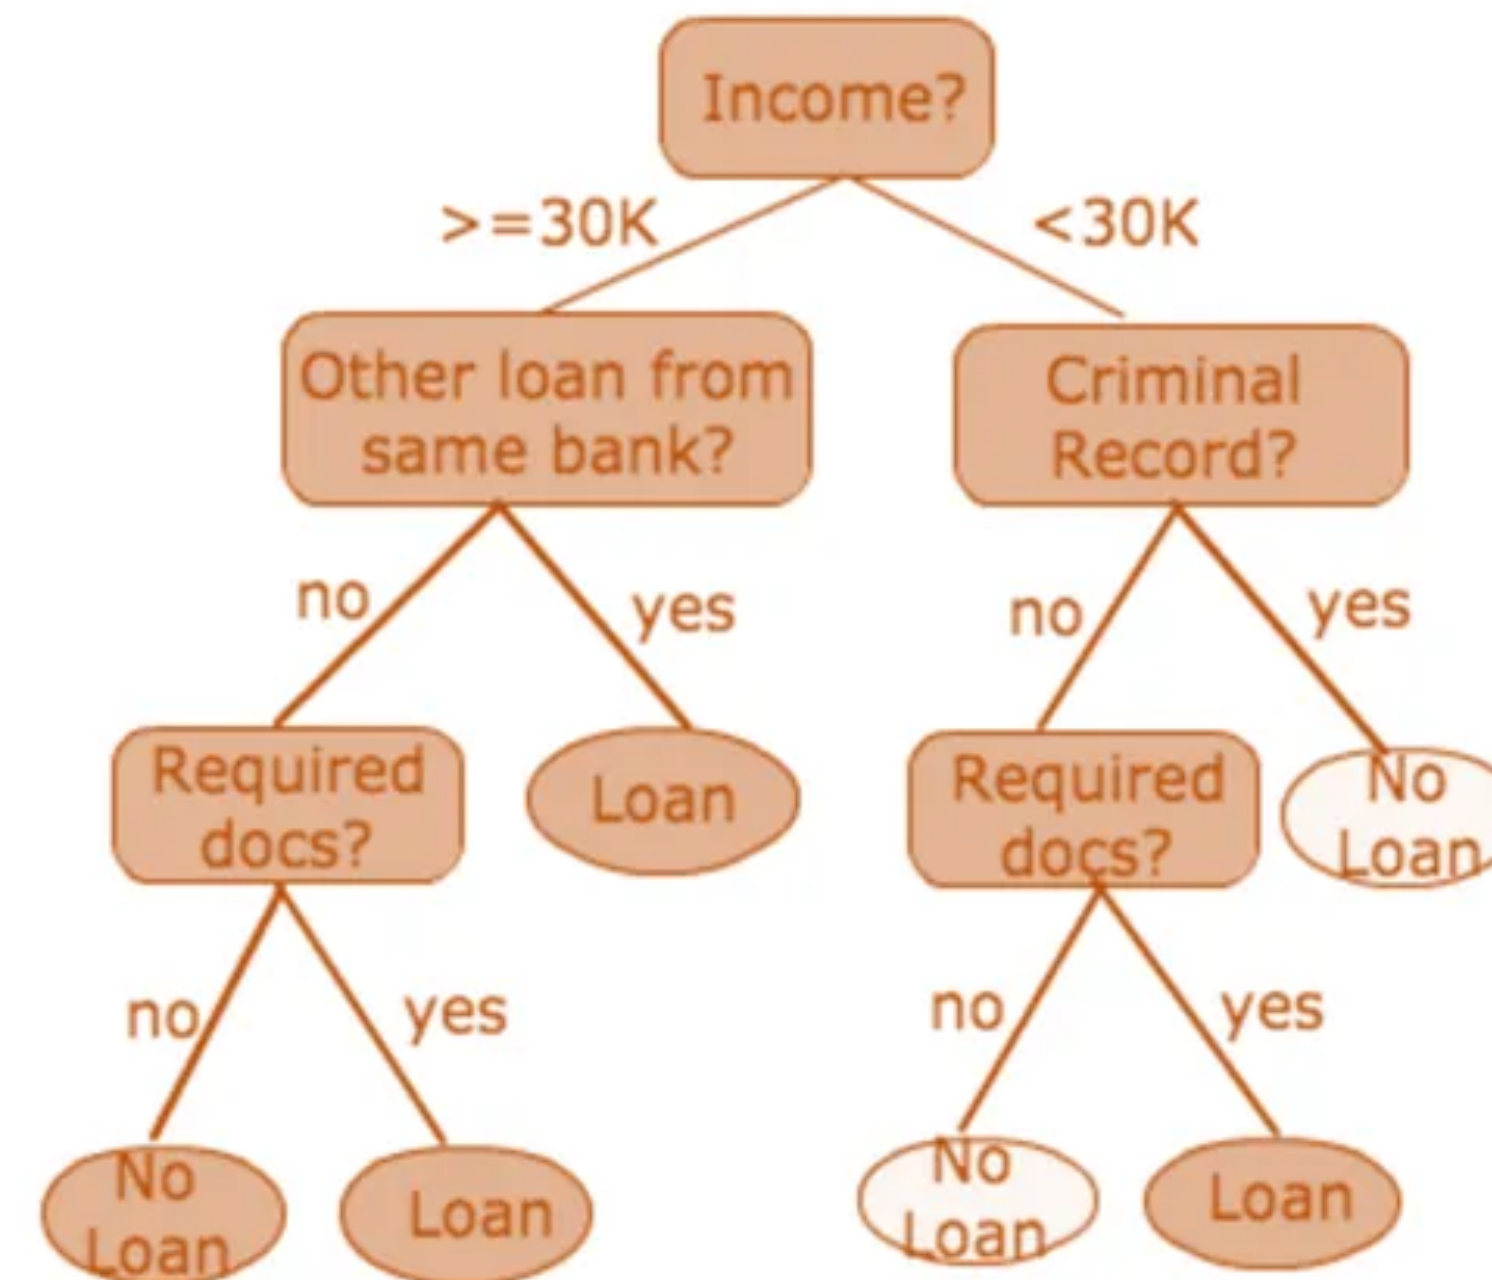 Income?
>=30K
<30K
Other loan from
same bank?
Criminal
Record?
no
yes
no
yes
Required
docs?
Loan
Required
docs?
No
Loan
no
yes
no
yes
No
Loan
Loan
No
Loan
Loan